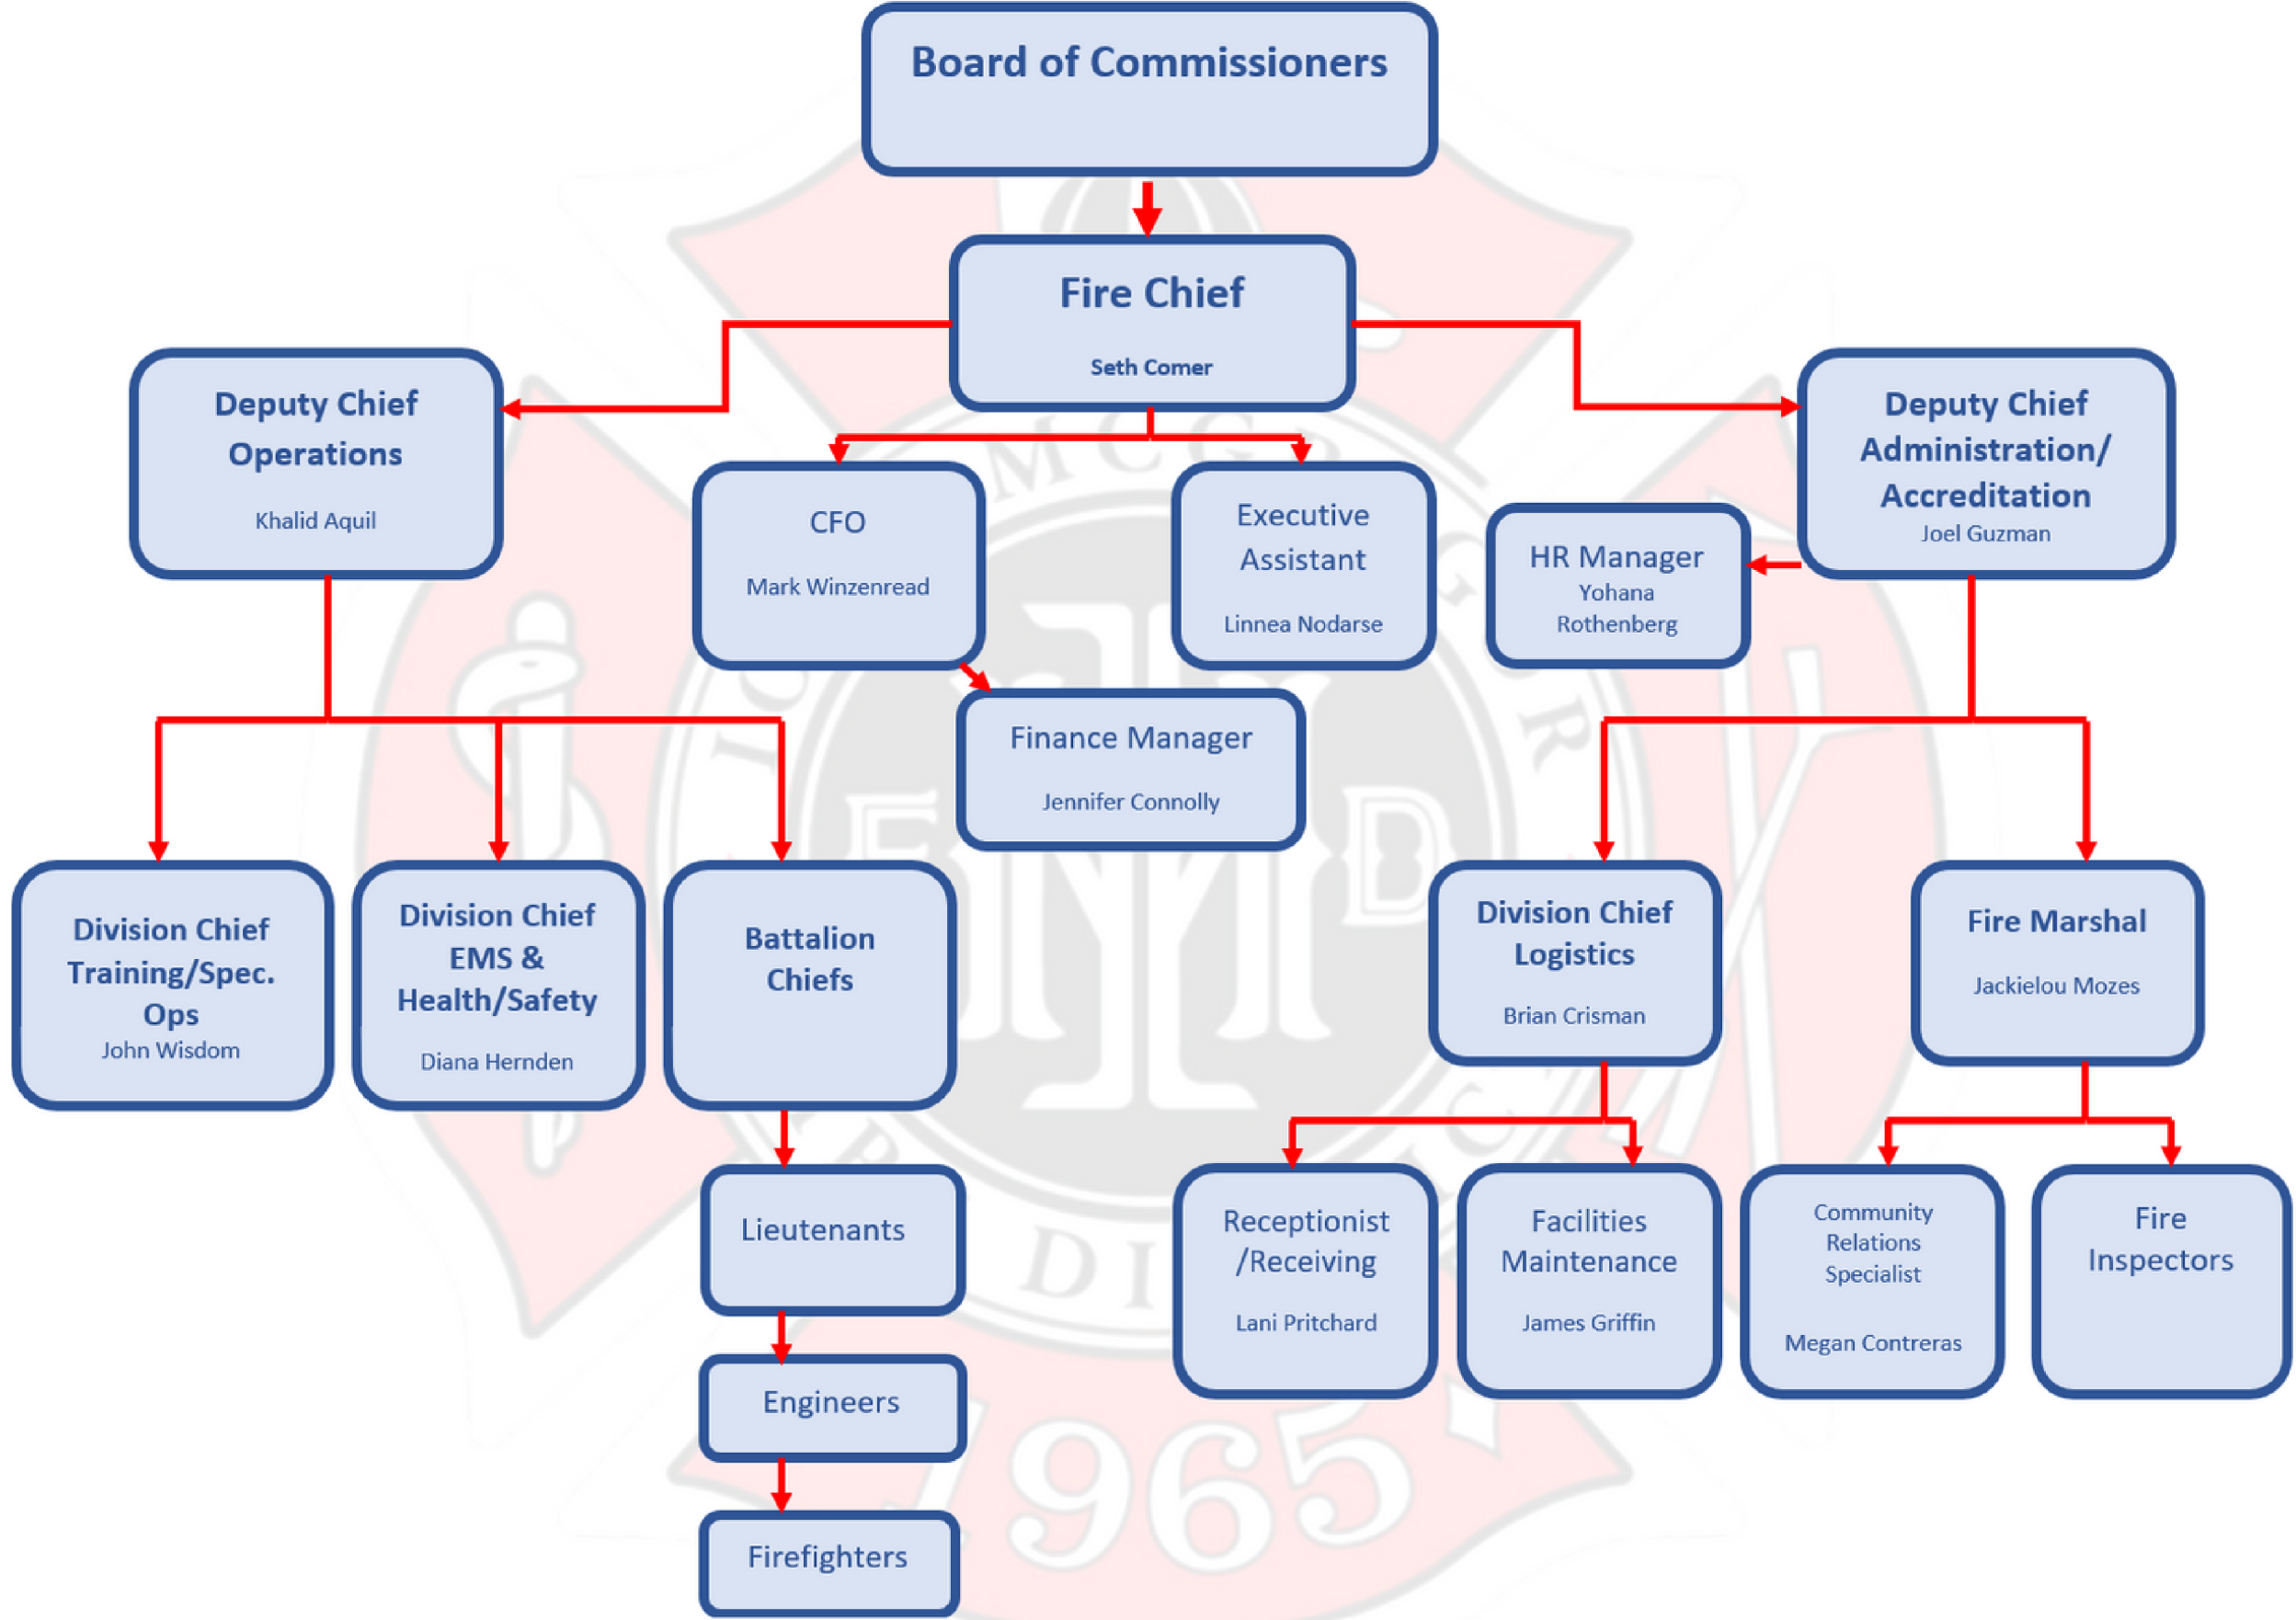 Board of Commissioners
Fire Chief
Seth Comer
Deputy Chief
Operations
Khalid Aquil
Deputy Chief
Administration/
Accreditation
Joel Guzman
CFO
Mark Winzenread
Executive
Assistant
Linnea Nodarse
HR Manager
Yohana
Rothenberg
Finance Manager
Jennifer Connolly
Division Chief
Training/Spec.
Ops
John Wisdom
Division Chief
EMS &
Health/Safety
Diana Hernden
Battalion
Chiefs
Division Chief
Logistics
Brian Crisman
Fire Marshal
Jackielou Mozes
Lieutenants
Receptionist
/Receiving
Lani Pritchard
Facilities
Maintenance
James Griffin
Community
Relations
Specialist
Megan Contreras
Fire
Inspectors
Engineers
Firefighters
1965